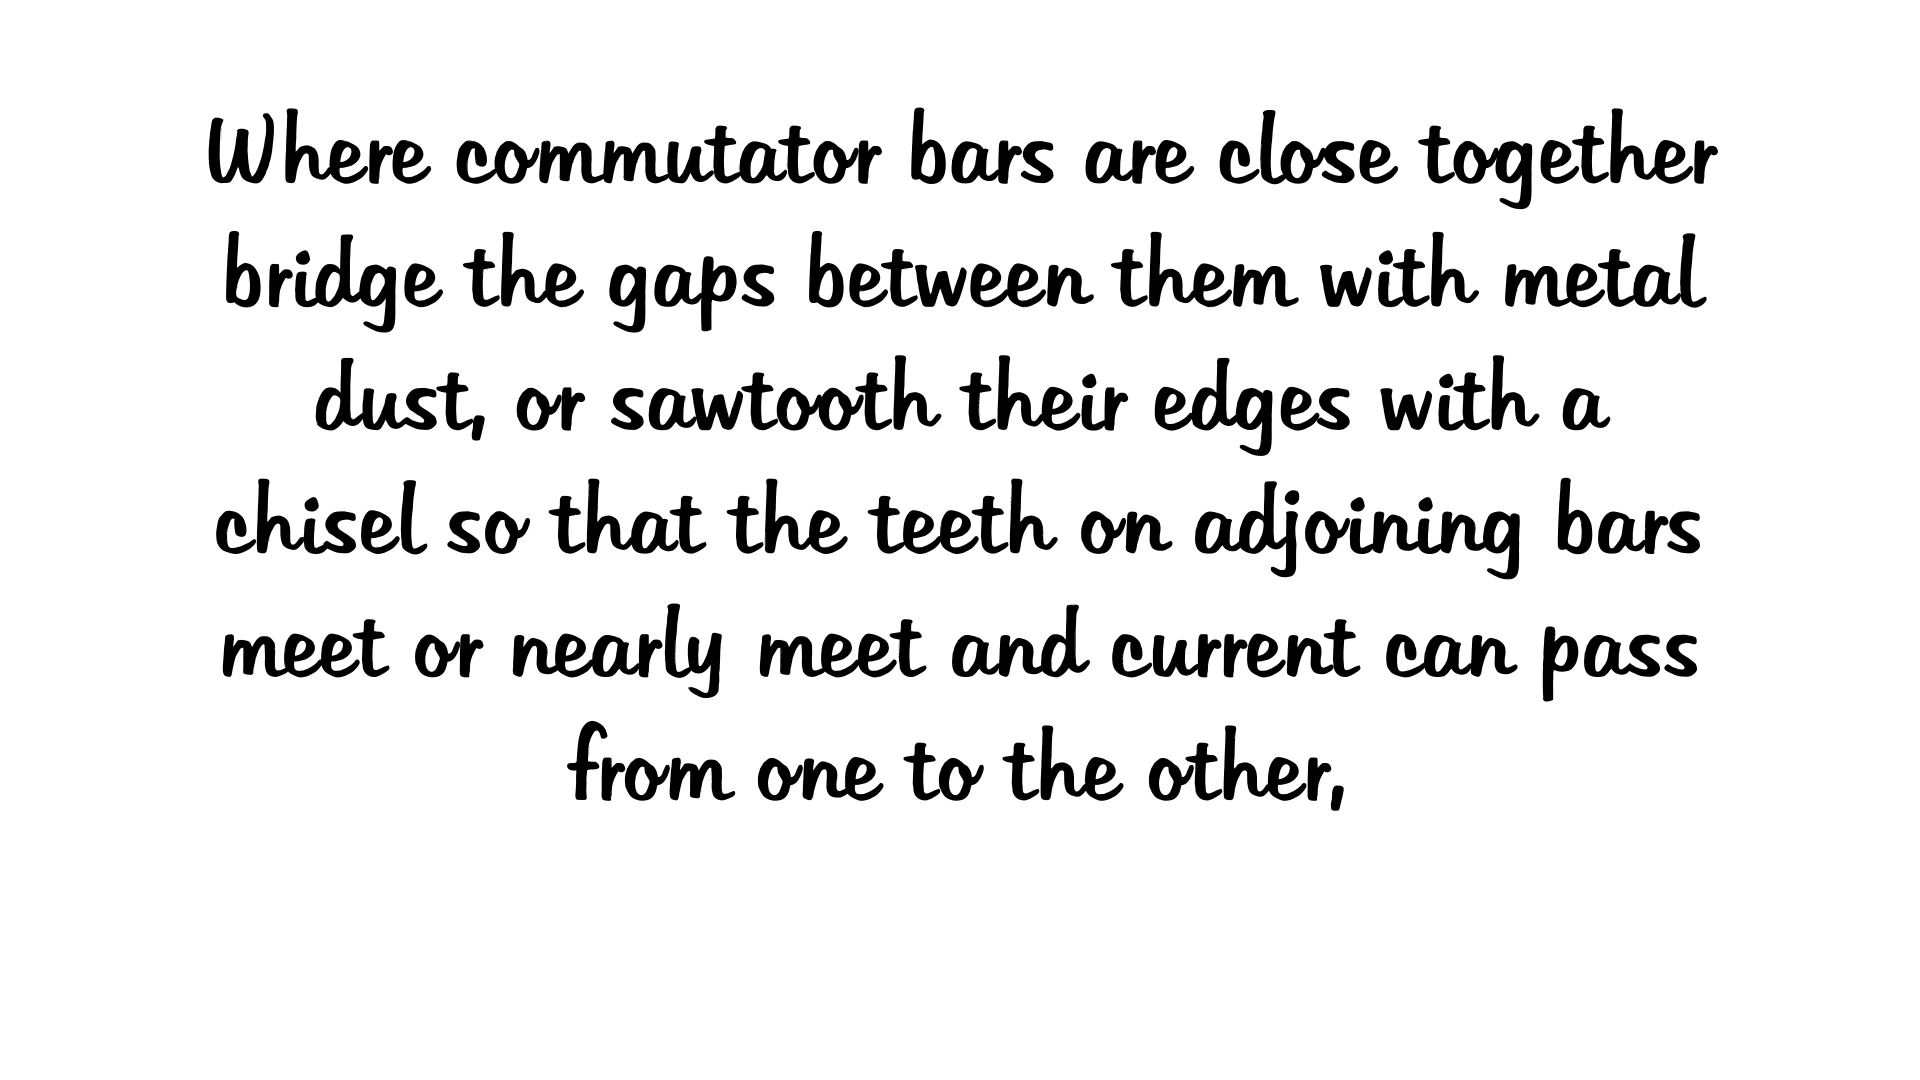 Where commutator bars are close together
bridge the gaps between them with metal
dust, or sawtooth their edges with a
chisel so that the teeth on adjoining bars
meet or nearly meet and current can pass
from one to the other,